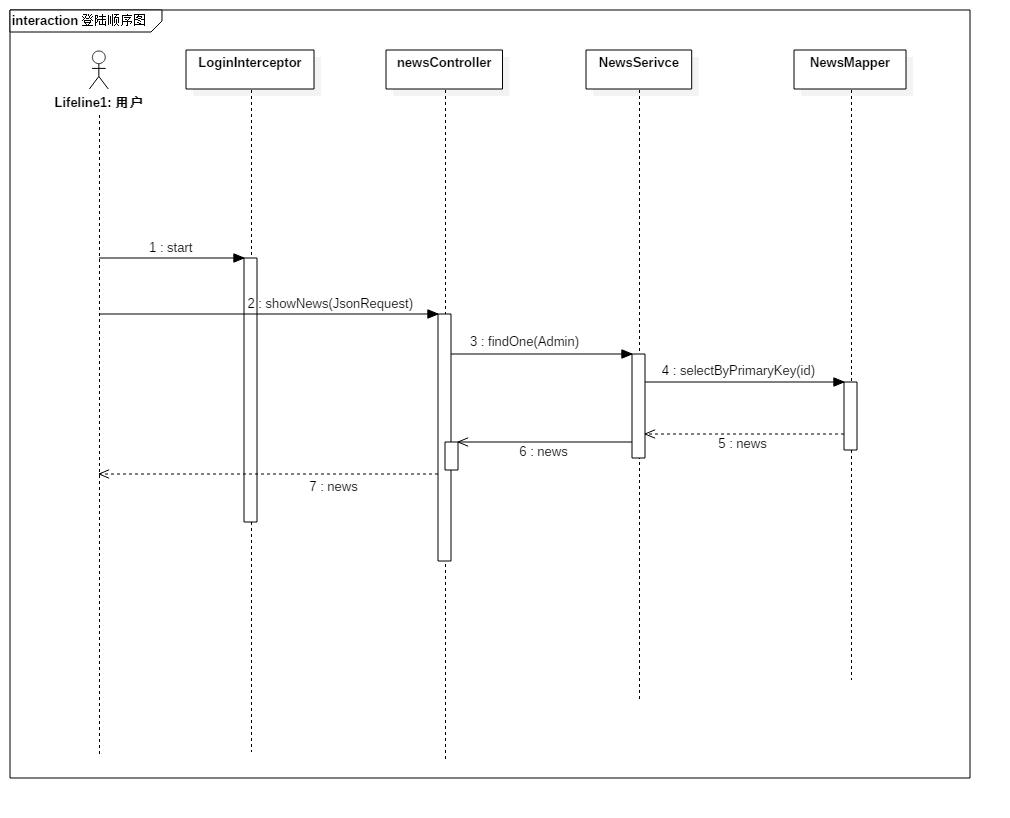 interaction 登陆顺序图
LoginInterceptor
newsController
NewsSerivce
NewsMapper
Lifeline1: 用户
1 : start
2 : showNews(JsonRequest)
3 : findOne(Admin)
4 : selectByPrimaryKey(id)
5 : news
6 : news
7 : news